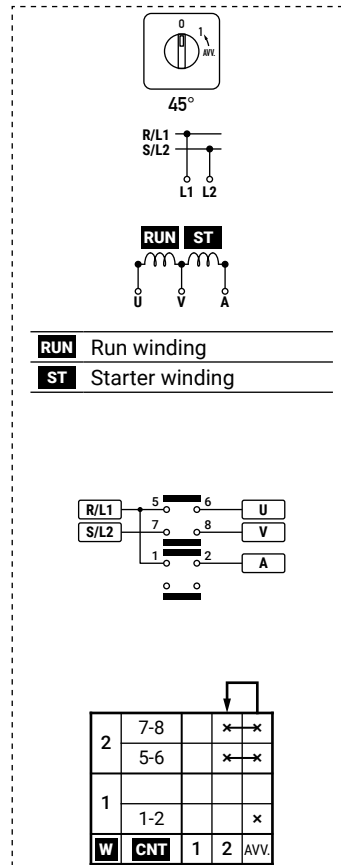 0
1
AVV.
45°
R/L1
S/L2
L1 L2
RUN ST
U V A
RUN Run winding
ST Starter winding
R/L1 5 6 U
S/L2 7 8 V
1 2 A
2 7-8
5-6
1
1-2
W CNT 1 2 AVV.